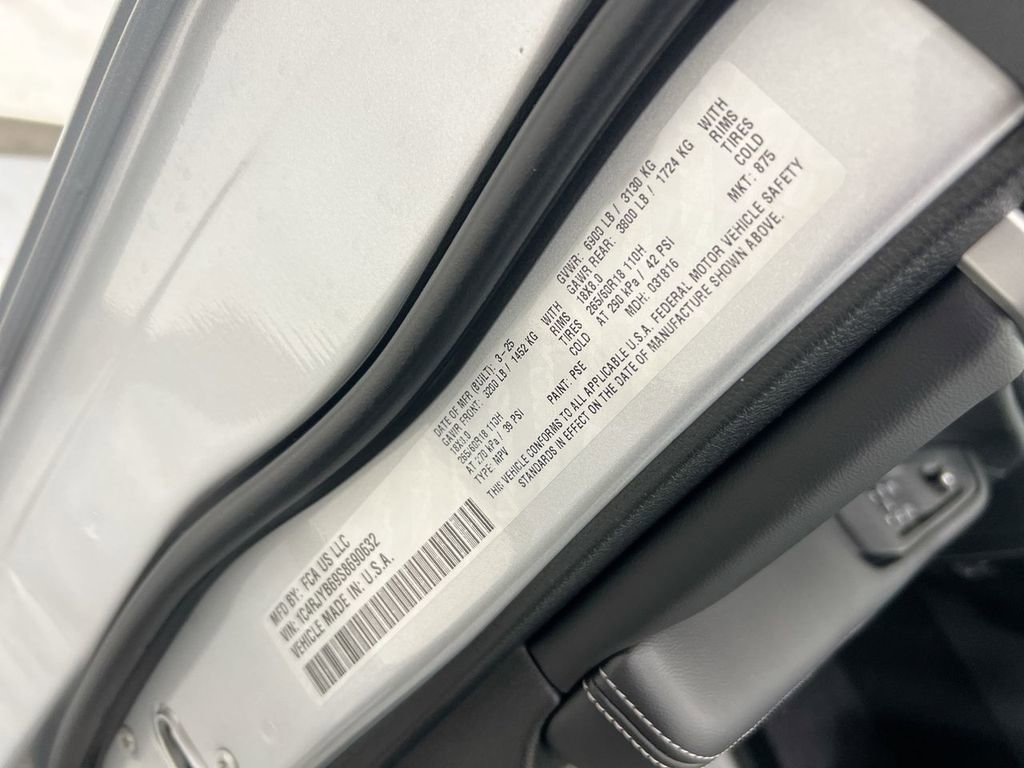 MFD BY: FCA US LLC
VIN: 1C4RJYB69S8690632
VEHICLE MADE IN: U.S.A.
DATE OF MFR (BUILT): 3-25 GVWR: 6900 LB / 3130 KG
GAWR FRONT: 3200 LB / 1452 KG WITH GAWR REAR: 3800 LB / 1724 KG WITH
18X8.0 RIMS 18X8.0 RIMS
265/60R18 110H TIRES 265/60R18 110H TIRES
AT 270 kPa / 39 PSI COLD AT 290 kPa / 42 PSI COLD
TYPE: MPV PAINT: PSE MDH: 031816 MKT: 875
THIS VEHICLE CONFORMS TO ALL APPLICABLE U.S.A. FEDERAL MOTOR VEHICLE SAFETY
STANDARDS IN EFFECT ON THE DATE OF MANUFACTURE SHOWN ABOVE.